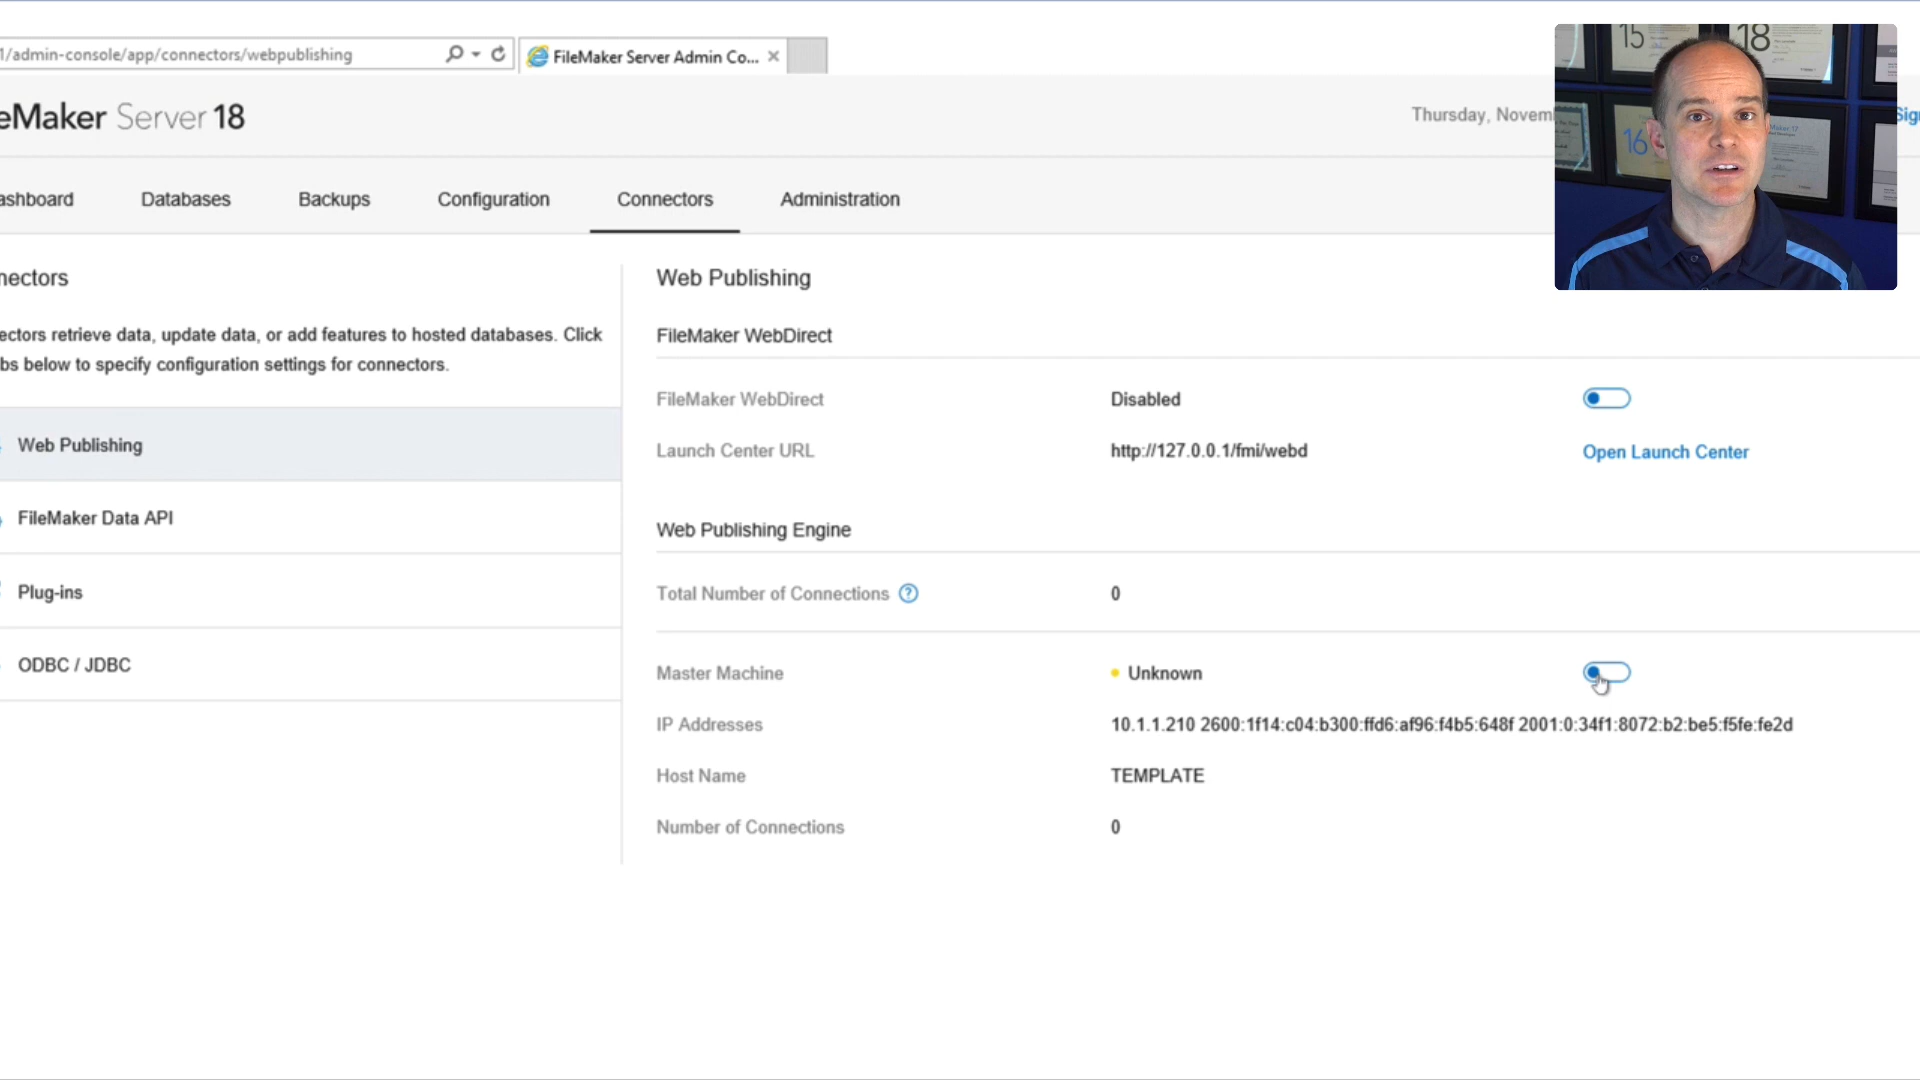 1/admin-console/app/connectors/webpublishing
FileMaker Server Admin Co...
eMaker Server 18
Thursday, Novem
Sig
15
18
16
ashboard
Databases
Backups
Configuration
Connectors
Administration
nectors
ectors retrieve data, update data, or add features to hosted databases. Click
bs below to specify configuration settings for connectors.
Web Publishing
FileMaker Data API
Plug-ins
ODBC / JDBC
Web Publishing
FileMaker WebDirect
FileMaker WebDirect
Disabled
Launch Center URL
http://127.0.0.1/fmi/webd
Open Launch Center
Web Publishing Engine
Total Number of Connections ?
0
Master Machine
Unknown
IP Addresses
10.1.1.210 2600:1f14:c04:b300:ffd6:af96:f4b5:648f 2001:0:34f1:8072:b2:be5:f5fe:fe2d
Host Name
TEMPLATE
Number of Connections
0